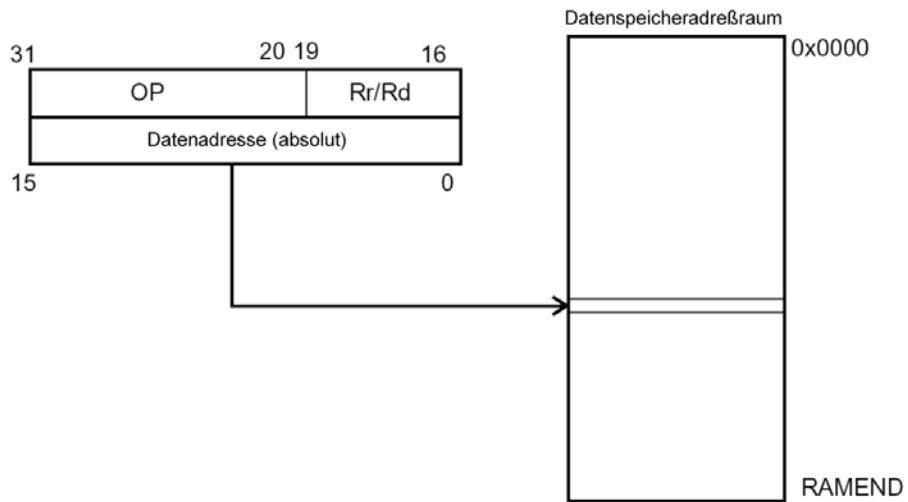 Datenspeicheradreßraum
0x0000
31 20 19 16
OP Rr/Rd
Datenadresse (absolut)
15 0
RAMEND